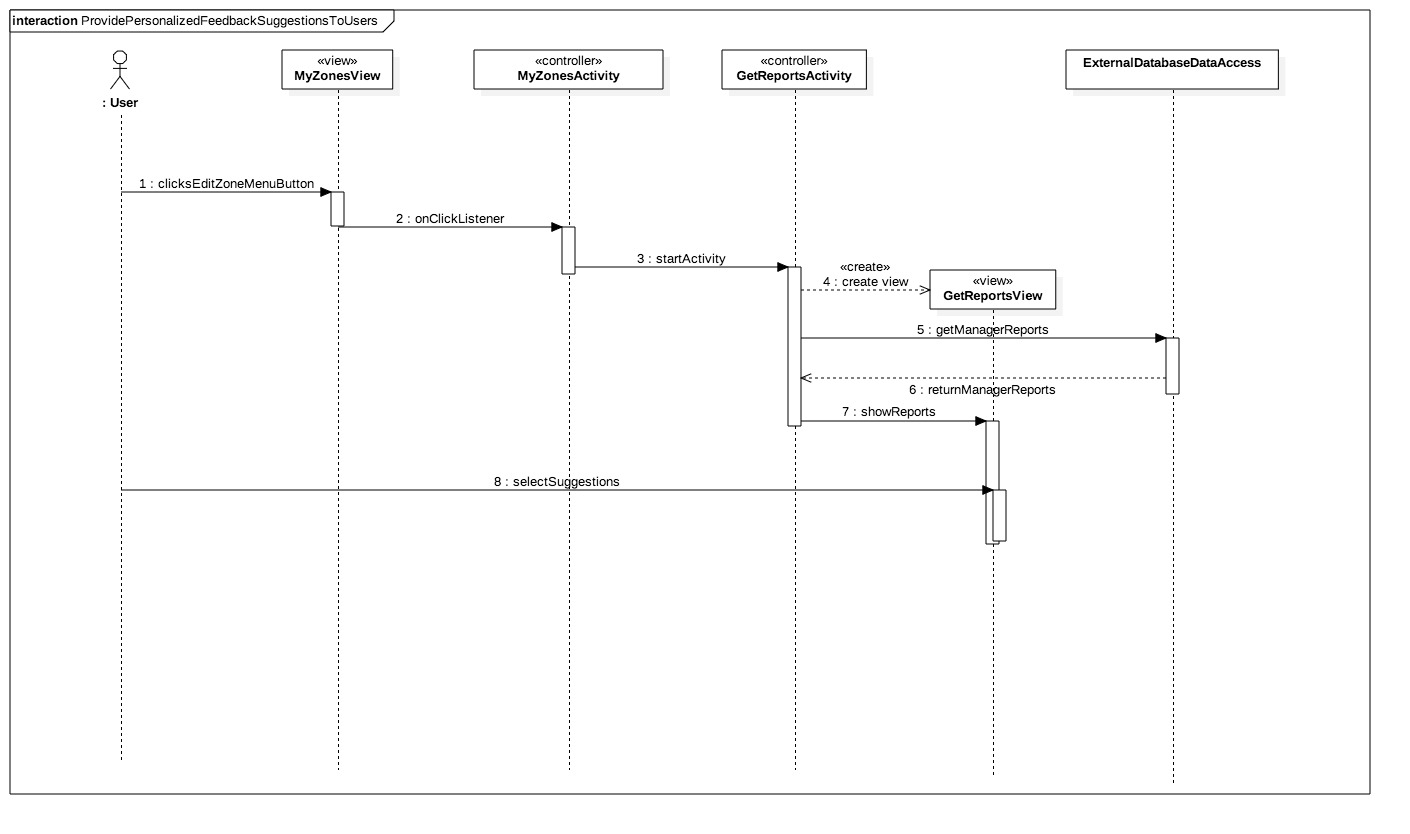 interaction ProvidePersonalizedFeedbackSuggestionsToUsers
: User
«view»
MyZonesView
«controller»
MyZonesActivity
«controller»
GetReportsActivity
ExternalDatabaseDataAccess
1 : clicksEditZoneMenuButton
2 : onClickListener
3 : startActivity
«create»
4 : create view
«view»
GetReportsView
5 : getManagerReports
6 : returnManagerReports
7 : showReports
8 : selectSuggestions